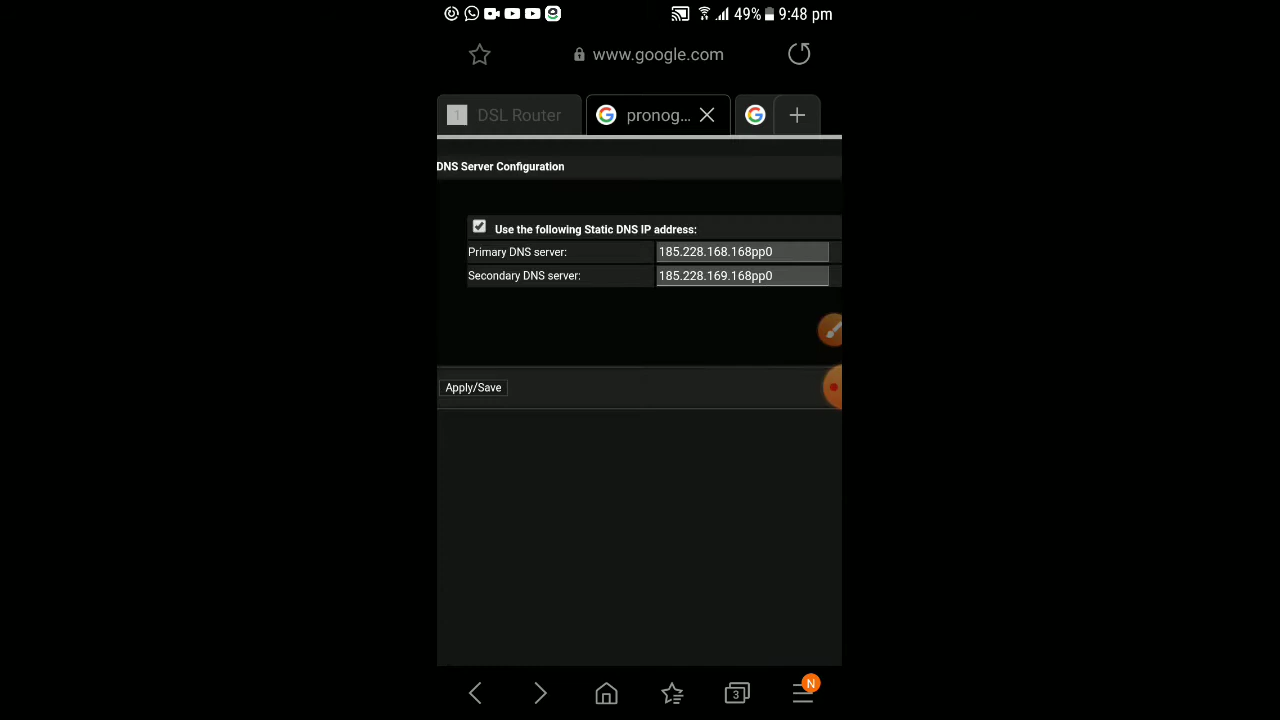 49% 9:48 pm
www.google.com
1 DSL Router pronog...
DNS Server Configuration
Use the following Static DNS IP address:
Primary DNS server: 185.228.168.168pp0
Secondary DNS server: 185.228.169.168pp0
Apply/Save
3 N